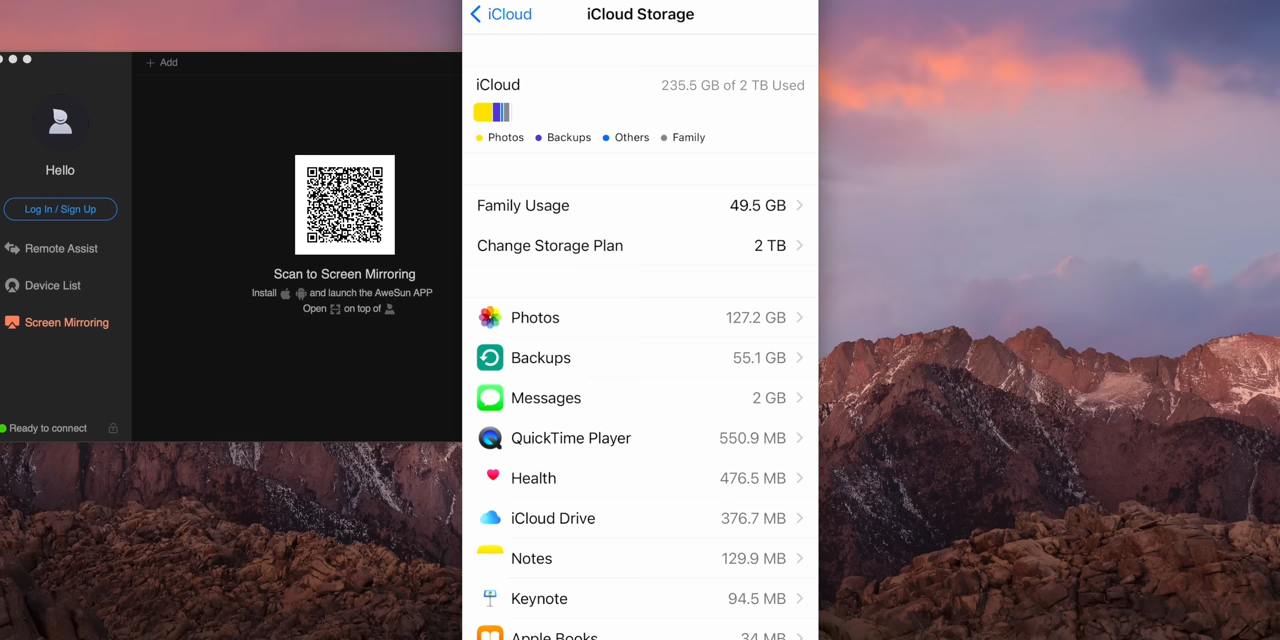 + Add
Hello
Log In / Sign Up
Remote Assist
Device List
Screen Mirroring
Ready to connect
Scan to Screen Mirroring
Install and launch the AweSun APP
Open on top of
iCloud
iCloud Storage
iCloud 235.5 GB of 2 TB Used
Photos Backups Others Family
Family Usage 49.5 GB
Change Storage Plan 2 TB
Photos 127.2 GB
Backups 55.1 GB
Messages 2 GB
QuickTime Player 550.9 MB
Health 476.5 MB
iCloud Drive 376.7 MB
Notes 129.9 MB
Keynote 94.5 MB
Apple Books 34 MB